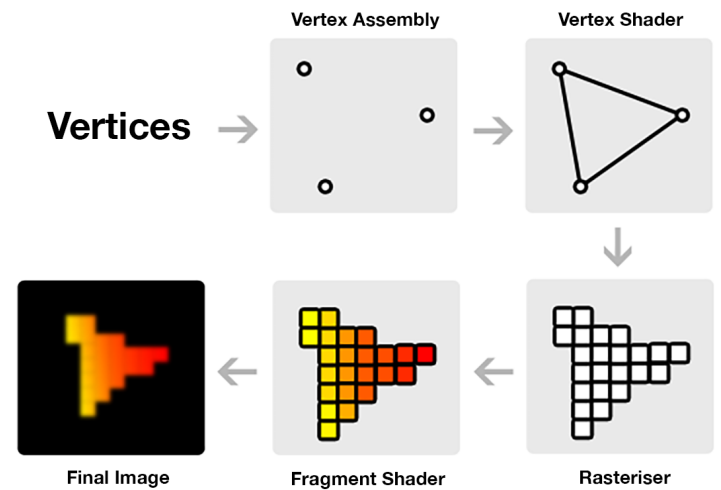 Vertex Assembly
Vertex Shader
Vertices
Final Image
Fragment Shader
Rasteriser